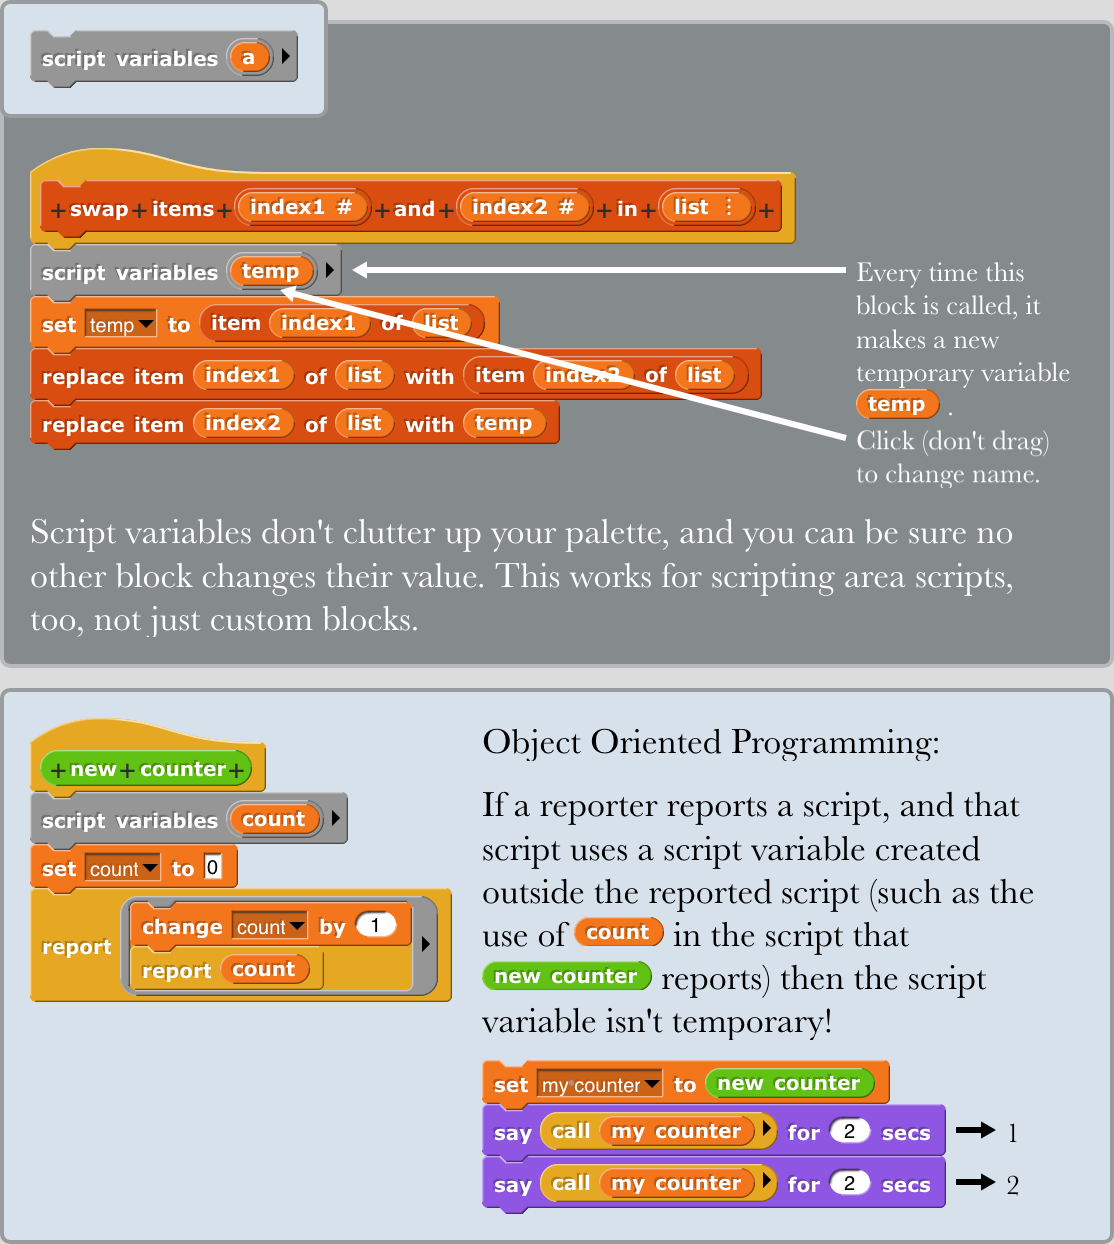 script variables a
+ swap + items + index1 # + and + index2 # + in + list ⋮ +
script variables temp
set temp to item index1 of list
replace item index1 of list with item index2 of list
replace item index2 of list with temp
Every time this
block is called, it
makes a new
temporary variable
temp .
Click (don't drag)
to change name.
Script variables don't clutter up your palette, and you can be sure no
other block changes their value. This works for scripting area scripts,
too, not just custom blocks.
+ new + counter +
script variables count
set count to 0
report change count by 1
report count
Object Oriented Programming:
If a reporter reports a script, and that
script uses a script variable created
outside the reported script (such as the
use of count in the script that
new counter reports) then the script
variable isn't temporary!
set my counter to new counter
say call my counter for 2 secs → 1
say call my counter for 2 secs → 2